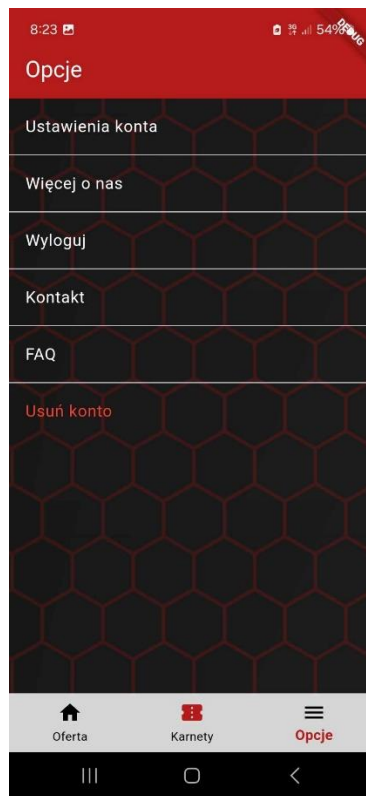 8:23
54%
DEBUG
Opcje
Ustawienia konta
Więcej o nas
Wyloguj
Kontakt
FAQ
Usuń konto
Oferta
Karnety
Opcje